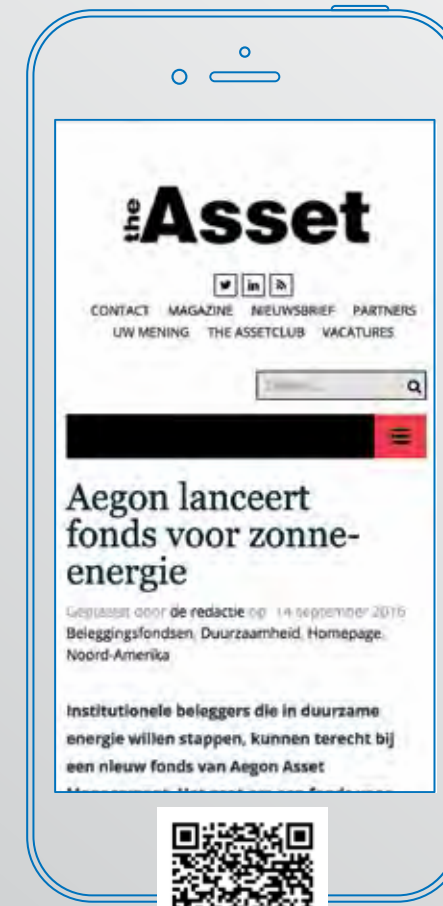 the Asset
CONTACT MAGAZINE NIEUWSBRIEF PARTNERS
UW MENING THE ASSETCLUB VACATURES
Aegon lanceert
fonds voor zonne-
energie
Geplaatst door de redactie op 14 september 2016
Beleggingsfondsen, Duurzaamheid, Homepage,
Noord-Amerika
Institutionele beleggers die in duurzame
energie willen stappen, kunnen terecht bij
een nieuw fonds van Aegon Asset